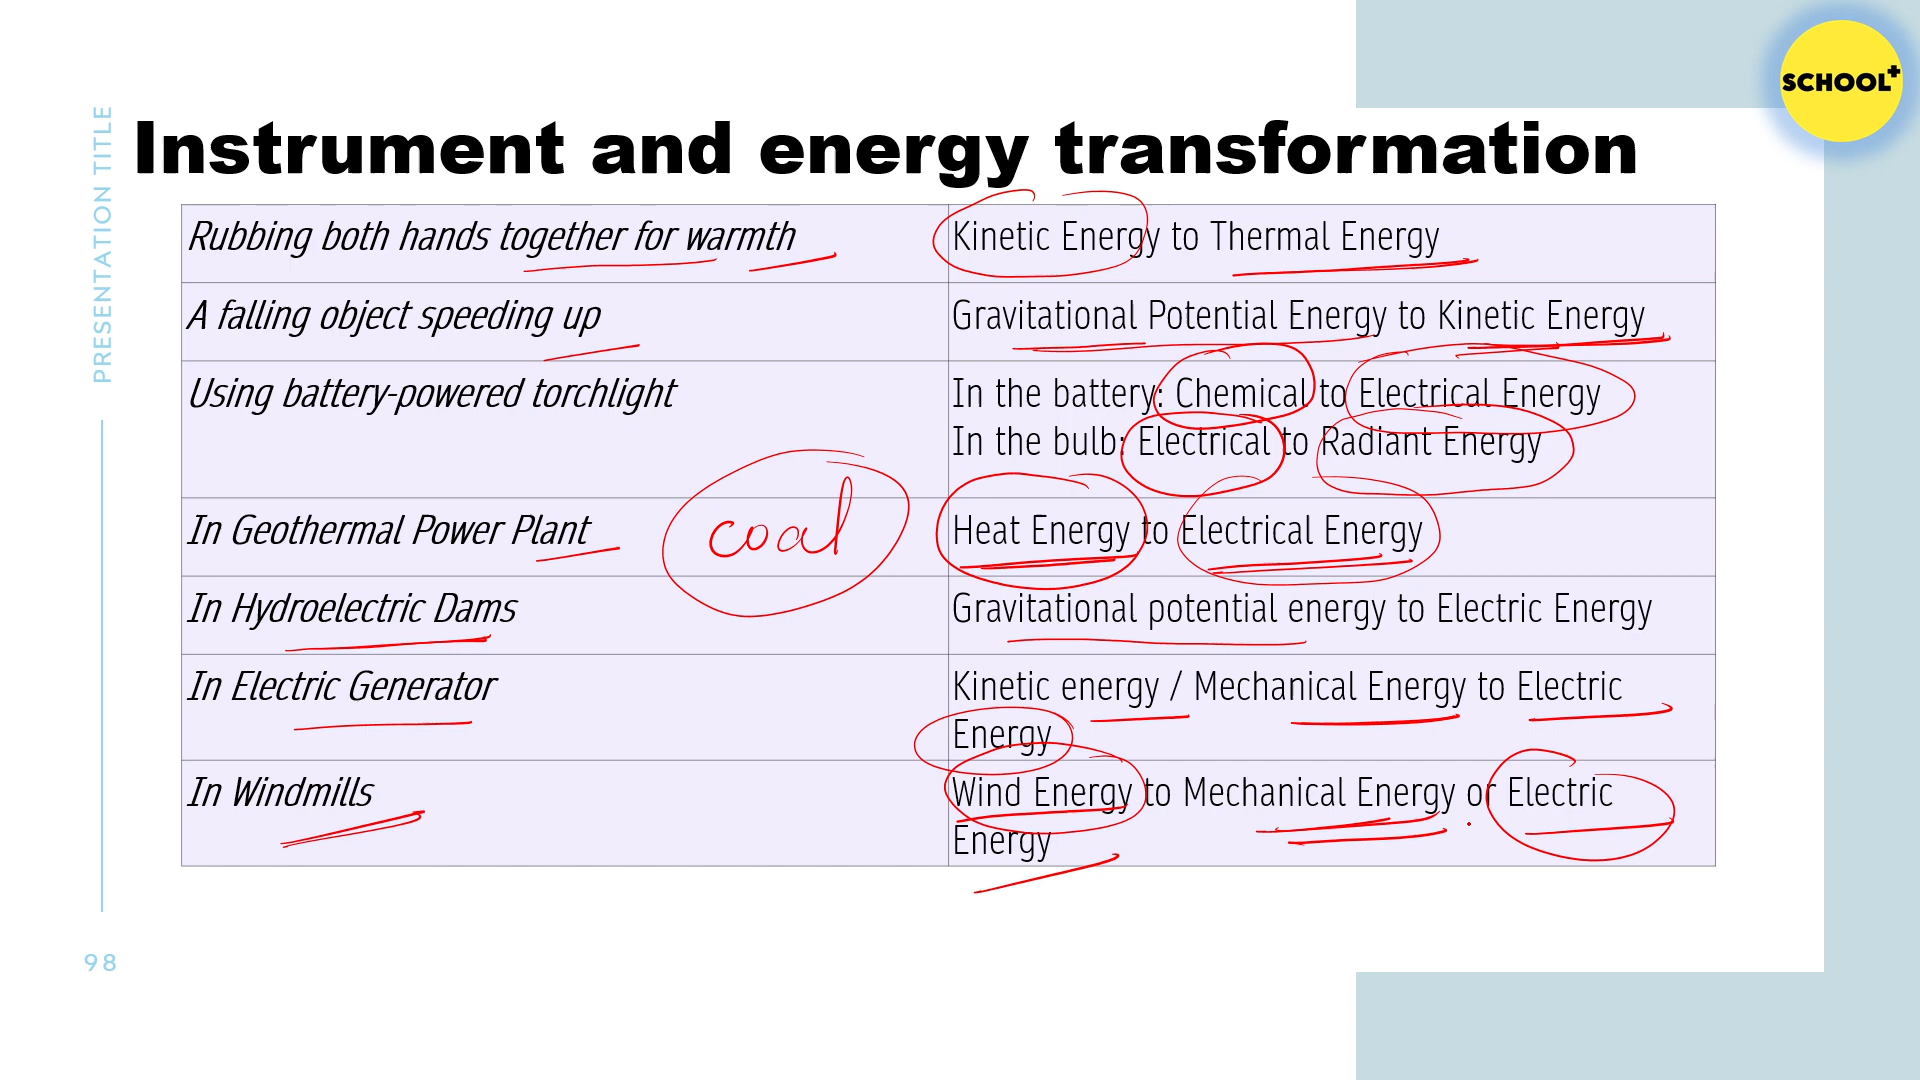 SCHOOL+
PRESENTATION TITLE
Instrument and energy transformation
Rubbing both hands together for warmth
Kinetic Energy to Thermal Energy
A falling object speeding up
Gravitational Potential Energy to Kinetic Energy
Using battery-powered torchlight
In the battery: Chemical to Electrical Energy
In the bulb: Electrical to Radiant Energy
In Geothermal Power Plant
coal
Heat Energy to Electrical Energy
In Hydroelectric Dams
Gravitational potential energy to Electric Energy
In Electric Generator
Kinetic energy / Mechanical Energy to Electric
Energy
In Windmills
Wind Energy to Mechanical Energy or Electric
Energy
98